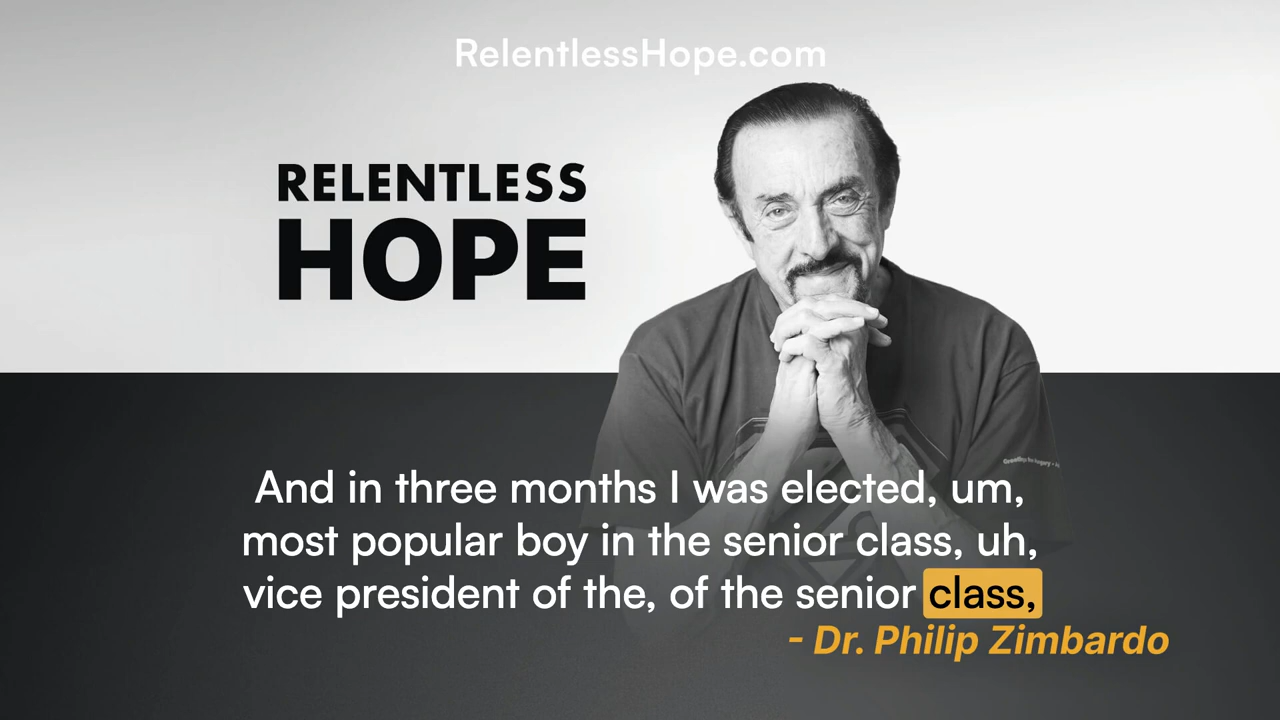 RelentlessHope.com
RELENTLESS
HOPE
And in three months I was elected, um,
most popular boy in the senior class, uh,
vice president of the, of the senior class,
- Dr. Philip Zimbardo